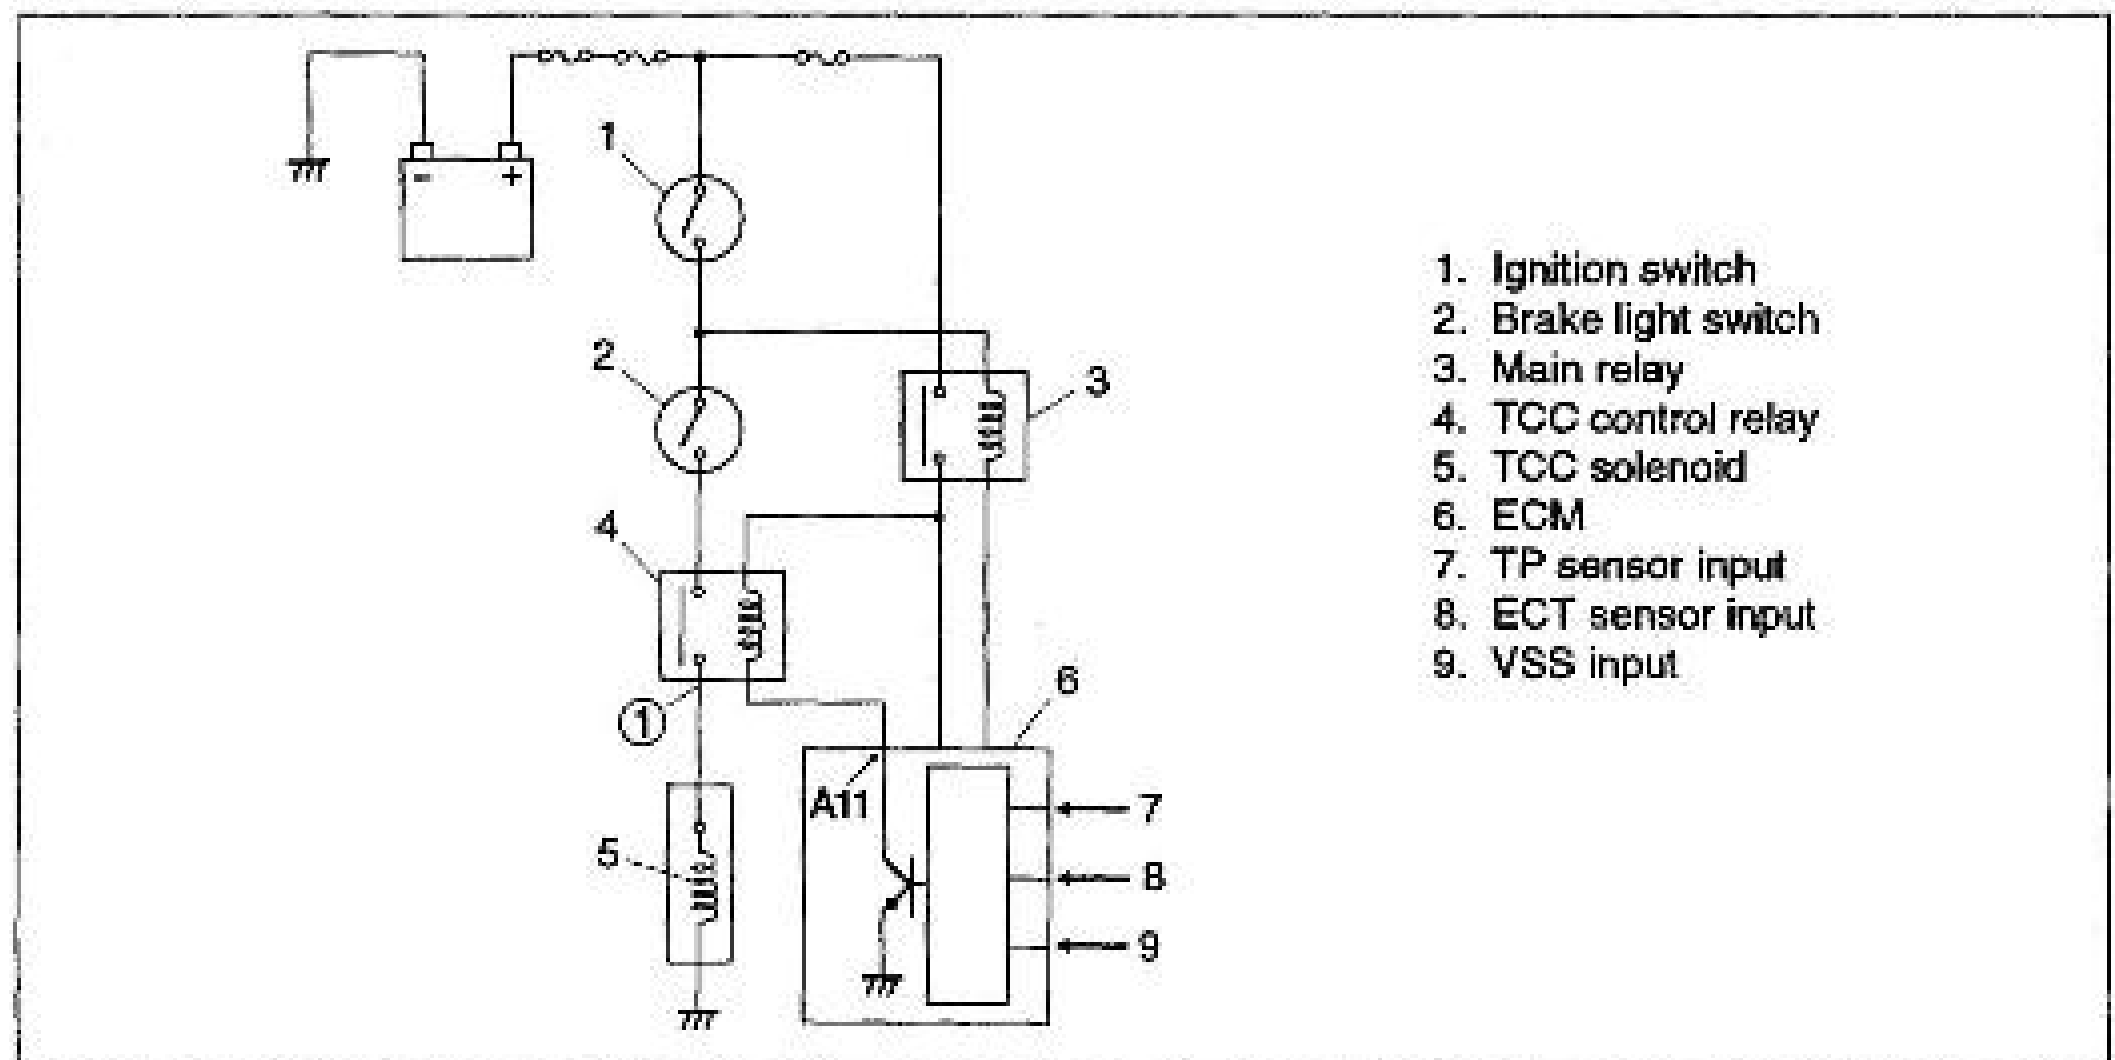 - +
1
2
3
4
①
6
A11
7
5
8
9
1. Ignition switch
2. Brake light switch
3. Main relay
4. TCC control relay
5. TCC solenoid
6. ECM
7. TP sensor input
8. ECT sensor input
9. VSS input